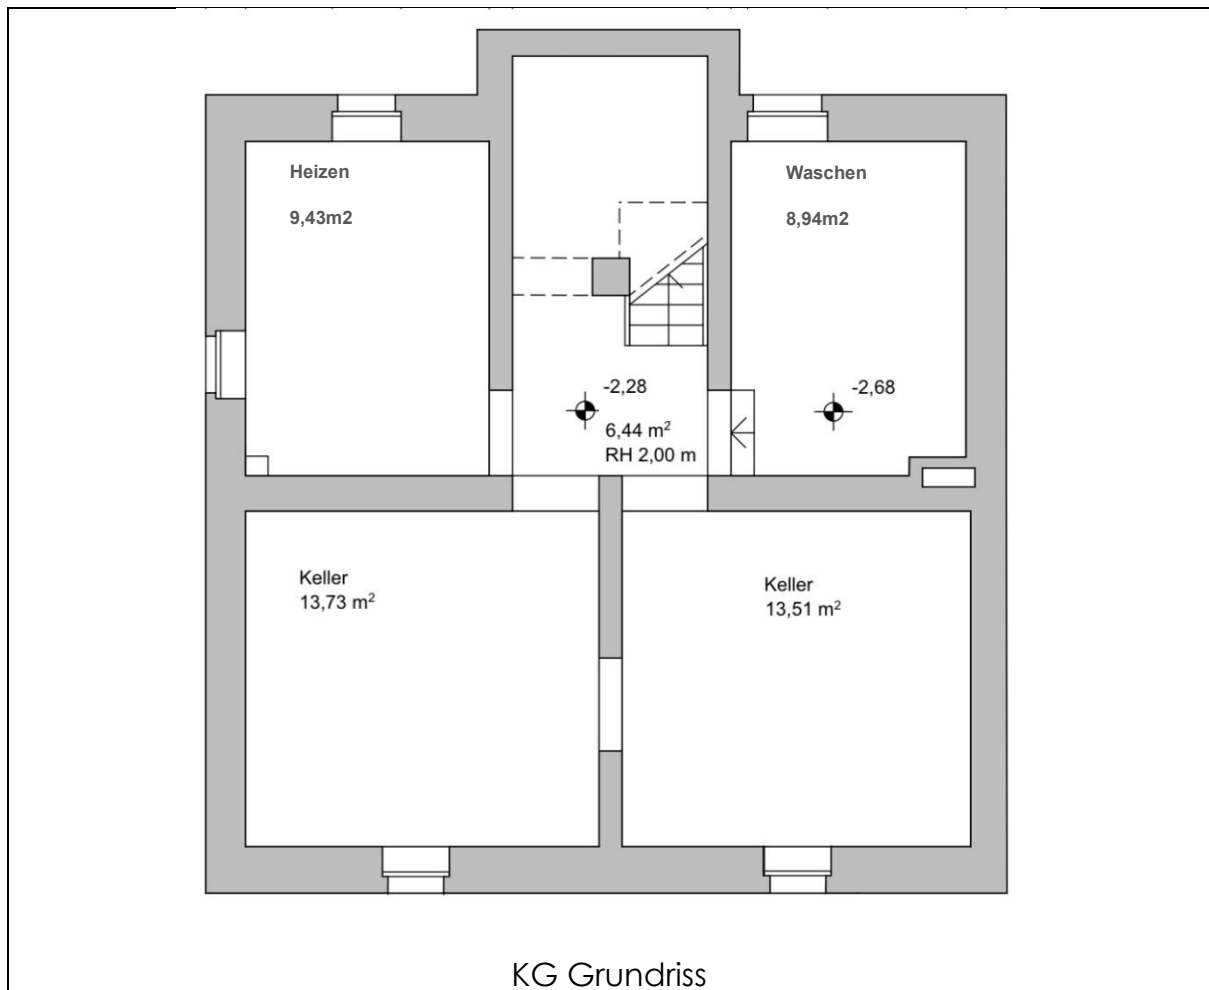 Heizen
9,43m2
Waschen
8,94m2
-2,28
6,44 m²
RH 2,00 m
-2,68
Keller
13,73 m²
Keller
13,51 m²
KG Grundriss